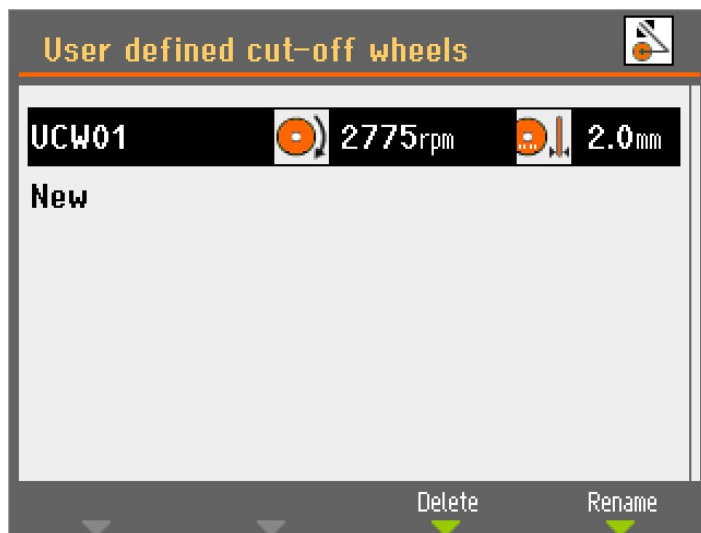 User defined cut-off wheels
UCW01 2775rpm 2.0mm
New
Delete Rename